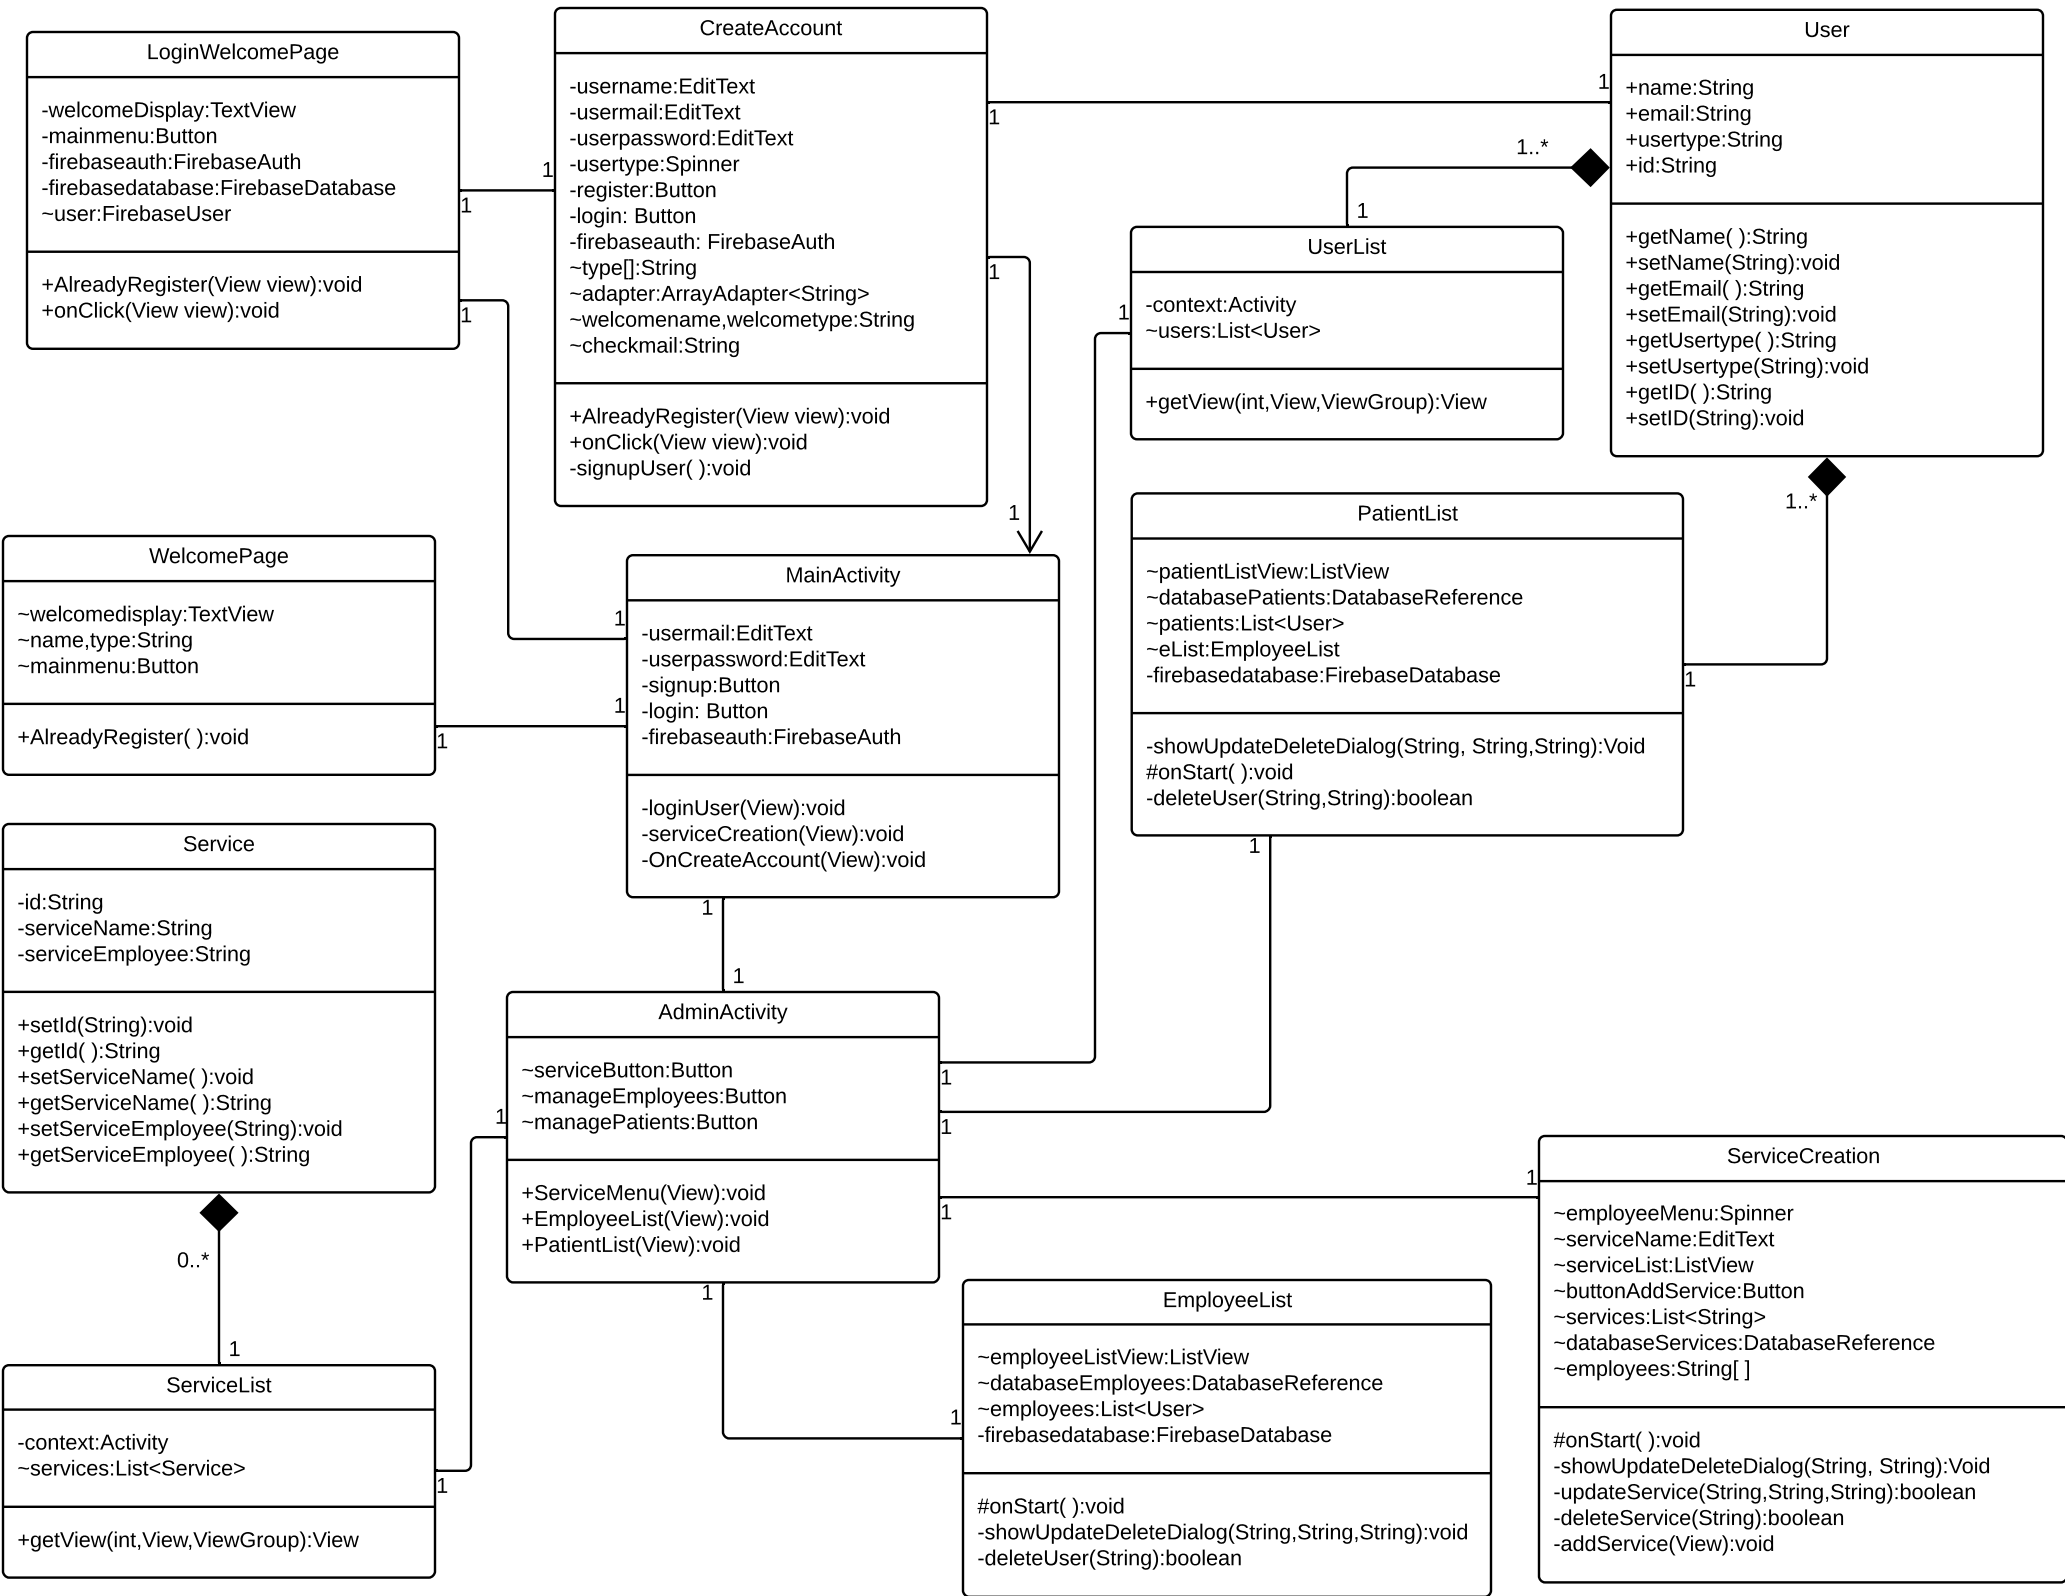 LoginWelcomePage
-welcomeDisplay:TextView
-mainmenu:Button
-firebaseauth:FirebaseAuth
-firebasedatabase:FirebaseDatabase
~user:FirebaseUser
+AlreadyRegister(View view):void
+onClick(View view):void
1
1
1
CreateAccount
-username:EditText
-usermail:EditText
-userpassword:EditText
-usertype:Spinner
-register:Button
-login: Button
-firebaseauth: FirebaseAuth
~type[]:String
~adapter:ArrayAdapter<String>
~welcomename,welcometype:String
~checkmail:String
+AlreadyRegister(View view):void
+onClick(View view):void
-signupUser( ):void
1
1
1
1
User
+name:String
+email:String
+usertype:String
+id:String
+getName( ):String
+setName(String):void
+getEmail( ):String
+setEmail(String):void
+getUsertype( ):String
+setUsertype(String):void
+getID( ):String
+setID(String):void
1..*
1
UserList
-context:Activity
~users:List<User>
+getView(int,View,ViewGroup):View
1
1..*
PatientList
~patientListView:ListView
~databasePatients:DatabaseReference
~patients:List<User>
~eList:EmployeeList
-firebasedatabase:FirebaseDatabase
-showUpdateDeleteDialog(String, String,String):Void
#onStart( ):void
-deleteUser(String,String):boolean
1
1
WelcomePage
~welcomedisplay:TextView
~name,type:String
~mainmenu:Button
+AlreadyRegister( ):void
1
1
1
MainActivity
-usermail:EditText
-userpassword:EditText
-signup:Button
-login: Button
-firebaseauth:FirebaseAuth
-loginUser(View):void
-serviceCreation(View):void
-OnCreateAccount(View):void
1
1
Service
-id:String
-serviceName:String
-serviceEmployee:String
+setId(String):void
+getId( ):String
+setServiceName( ):void
+getServiceName( ):String
+setServiceEmployee(String):void
+getServiceEmployee( ):String
0..*
1
AdminActivity
~serviceButton:Button
~manageEmployees:Button
~managePatients:Button
+ServiceMenu(View):void
+EmployeeList(View):void
+PatientList(View):void
1
1
1
1
1
1
ServiceList
-context:Activity
~services:List<Service>
+getView(int,View,ViewGroup):View
1
1
EmployeeList
~employeeListView:ListView
~databaseEmployees:DatabaseReference
~employees:List<User>
-firebasedatabase:FirebaseDatabase
#onStart( ):void
-showUpdateDeleteDialog(String,String,String):void
-deleteUser(String):boolean
ServiceCreation
~employeeMenu:Spinner
~serviceName:EditText
~serviceList:ListView
~buttonAddService:Button
~services:List<String>
~databaseServices:DatabaseReference
~employees:String[ ]
#onStart( ):void
-showUpdateDeleteDialog(String, String):Void
-updateService(String,String,String):boolean
-deleteService(String):boolean
-addService(View):void